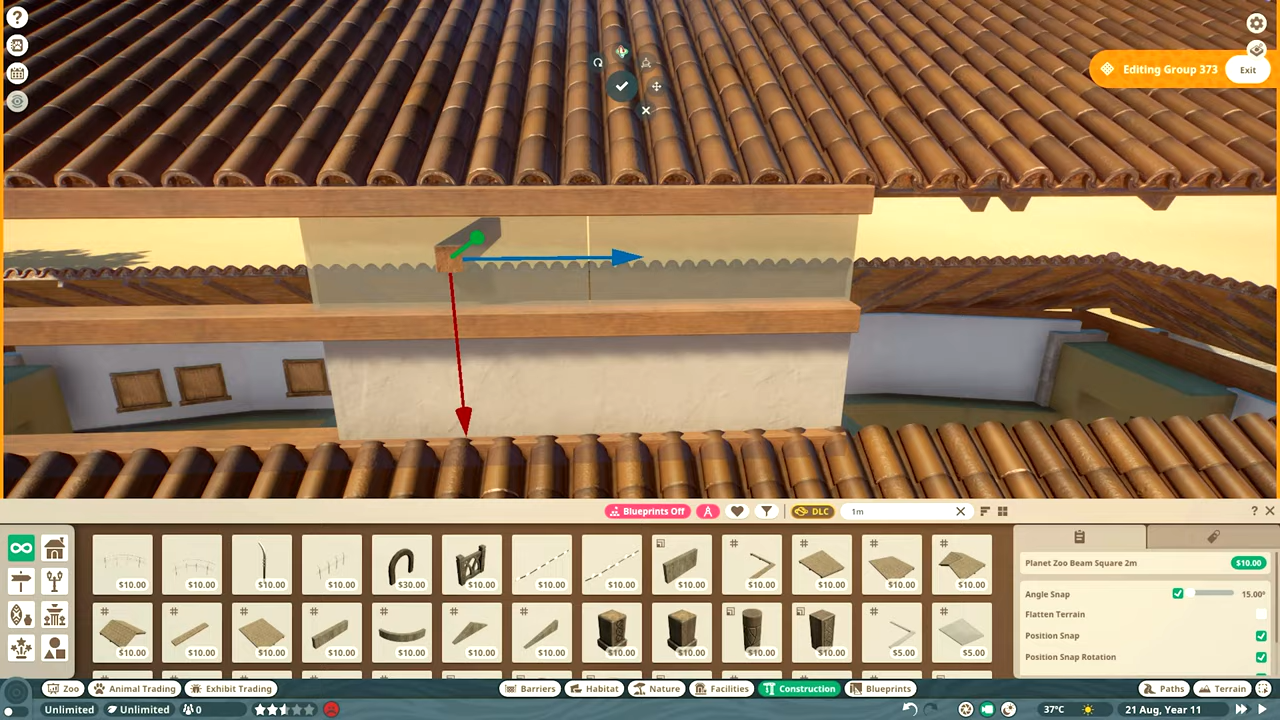 ?
Editing Group 373
Exit
Blueprints Off
DLC
1m
?
$10.00 $10.00 $10.00 $10.00 $30.00 $10.00 $10.00 $10.00 $10.00 $10.00 $10.00 $10.00 $10.00
$10.00 $10.00 $10.00 $10.00 $10.00 $10.00 $10.00 $10.00 $10.00 $10.00 $10.00 $5.00 $5.00
Planet Zoo Beam Square 2m
$10.00
Angle Snap
15.00°
Flatten Terrain
Position Snap
Position Snap Rotation
Zoo
Animal Trading
Exhibit Trading
Barriers
Habitat
Nature
Facilities
Construction
Blueprints
Paths
Terrain
Unlimited
Unlimited
0
37°C
21 Aug, Year 11